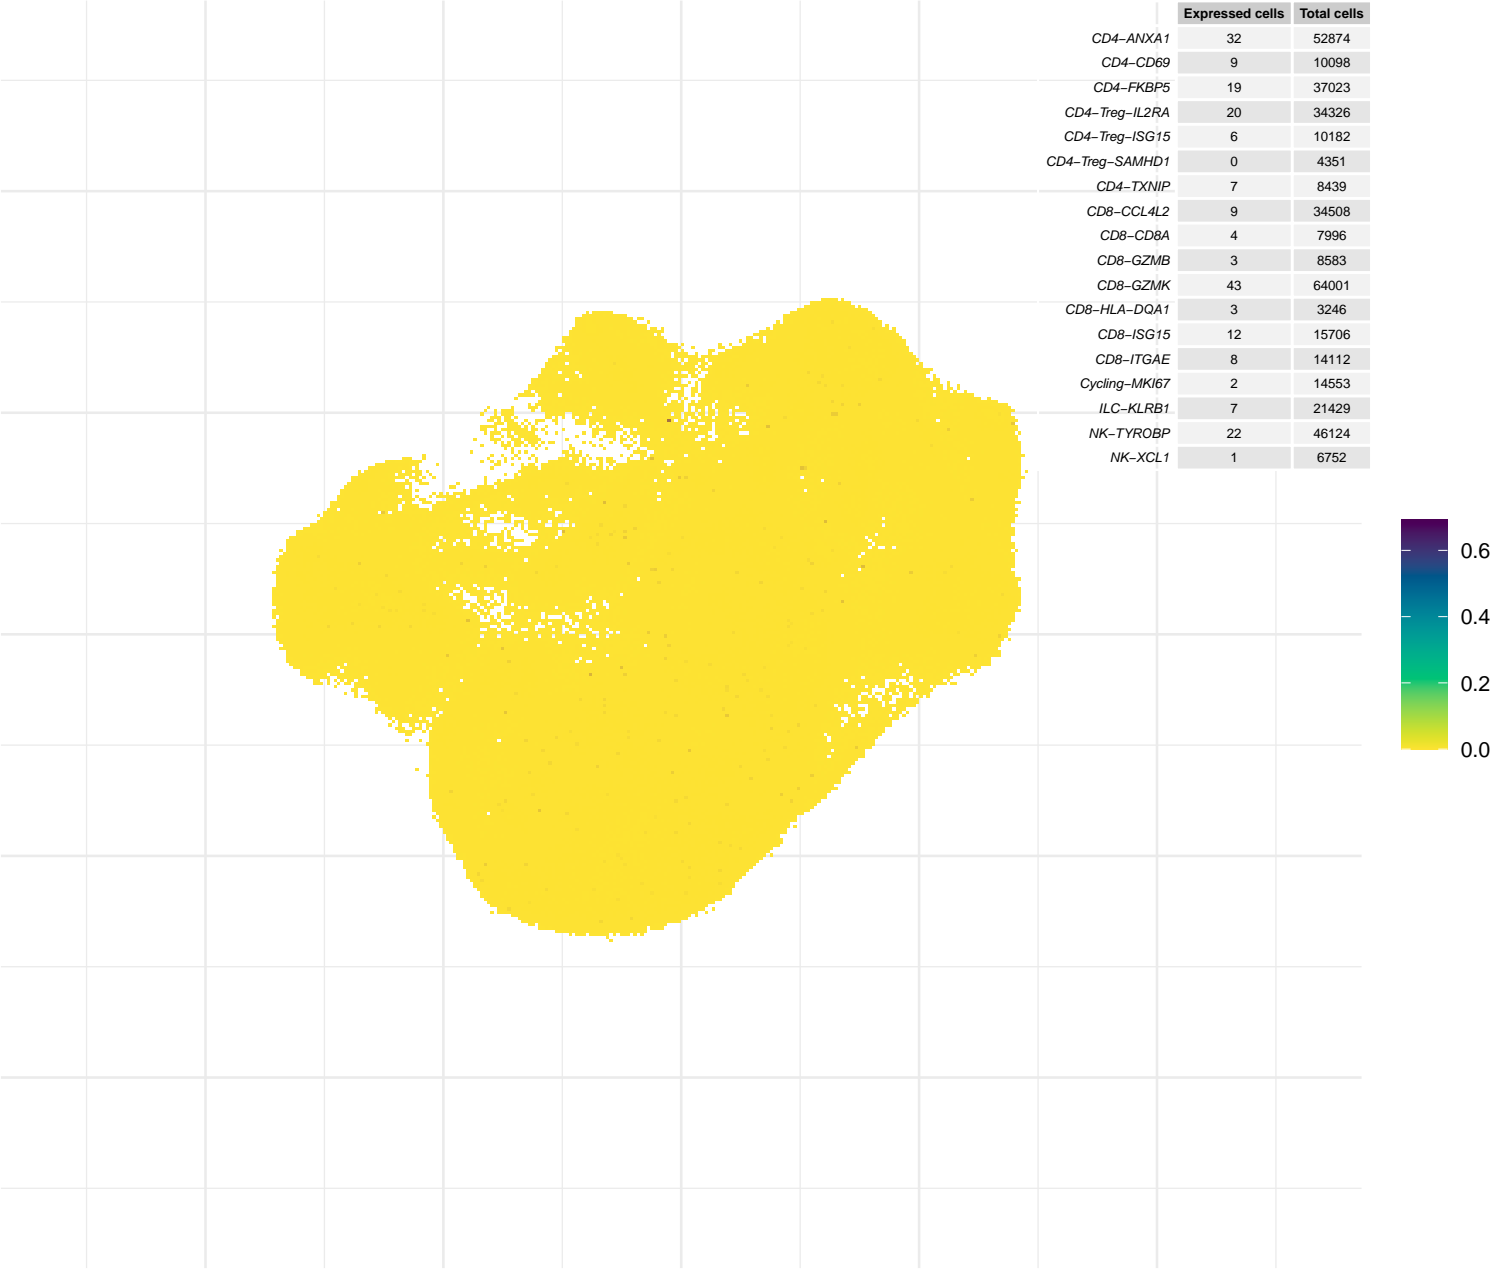 Expressed cells Total cells
CD4−ANXA1 32 52874
CD4−CD69 9 10098
CD4−FKBP5 19 37023
CD4−Treg−IL2RA 20 34326
CD4−Treg−ISG15 6 10182
CD4−Treg−SAMHD1 0 4351
CD4−TXNIP 7 8439
CD8−CCL4L2 9 34508
CD8−CD8A 4 7996
CD8−GZMB 3 8583
CD8−GZMK 43 64001
CD8−HLA−DQA1 3 3246
CD8−ISG15 12 15706
CD8−ITGAE 8 14112
Cycling−MKI67 2 14553
ILC−KLRB1 7 21429
NK−TYROBP 22 46124
NK−XCL1 1 6752
0.6
0.4
0.2
0.0